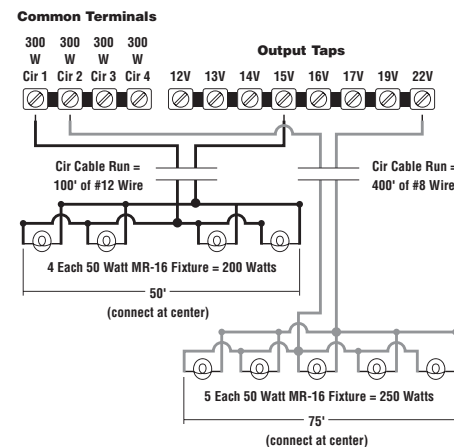 Common Terminals
300 300 300 300
W W W W
Cir 1 Cir 2 Cir 3 Cir 4
Output Taps
12V 13V 14V 15V 16V 17V 19V 22V
Cir Cable Run =
100' of #12 Wire
Cir Cable Run =
400' of #8 Wire
4 Each 50 Watt MR-16 Fixture = 200 Watts
50'
(connect at center)
5 Each 50 Watt MR-16 Fixture = 250 Watts
75'
(connect at center)